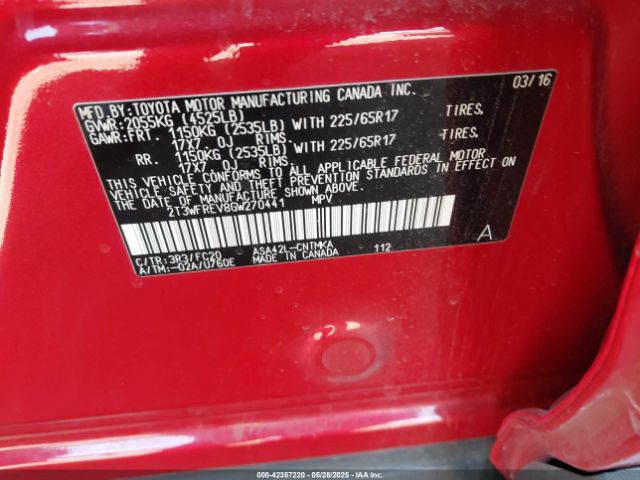 MFD.BY:TOYOTA MOTOR MANUFACTURING CANADA INC. 03/16
GVWR:2055KG (4525LB)
GAWR:FRT. 1150KG (2535LB) WITH 225/65R17 TIRES,
17X7 0J RIMS.
RR. 1150KG (2535LB) WITH 225/65R17 TIRES,
17X7 0J RIMS.
THIS VEHICLE CONFORMS TO ALL APPLICABLE FEDERAL MOTOR
VEHICLE SAFETY AND THEFT PREVENTION STANDARDS IN EFFECT ON
THE DATE OF MANUFACTURE SHOWN ABOVE.
2T3WFREV8GW270441 MPV
A
C/TR:3R3/FC20 ASA42L-CNTMKA 112
A/TM:-02A/U760E MADE IN CANADA
000-42357220 - 05/28/2025 - IAAI.COM